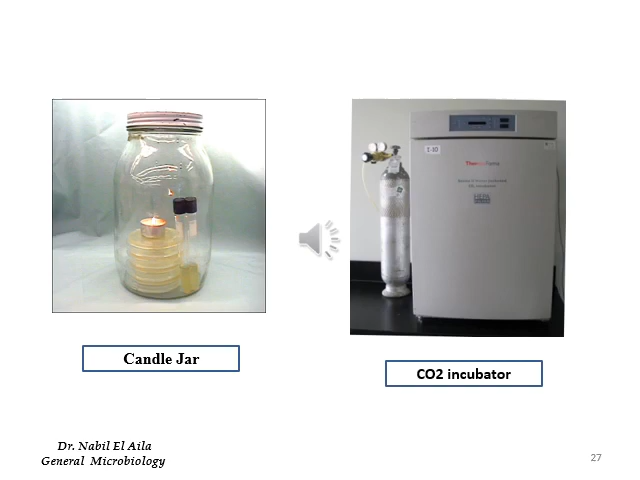 Candle Jar
CO2 incubator
Dr. Nabil El Aila
General Microbiology
27